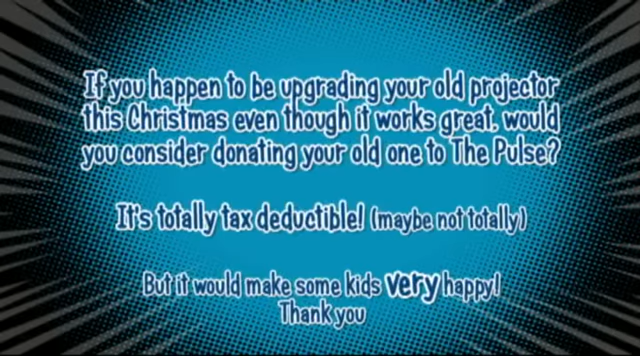 If you happen to be upgrading your old projector
this Christmas even though it works great, would
you consider donating your old one to The Pulse?
It's totally tax deductible! (maybe not totally)
But it would make some kids very happy!
Thank you